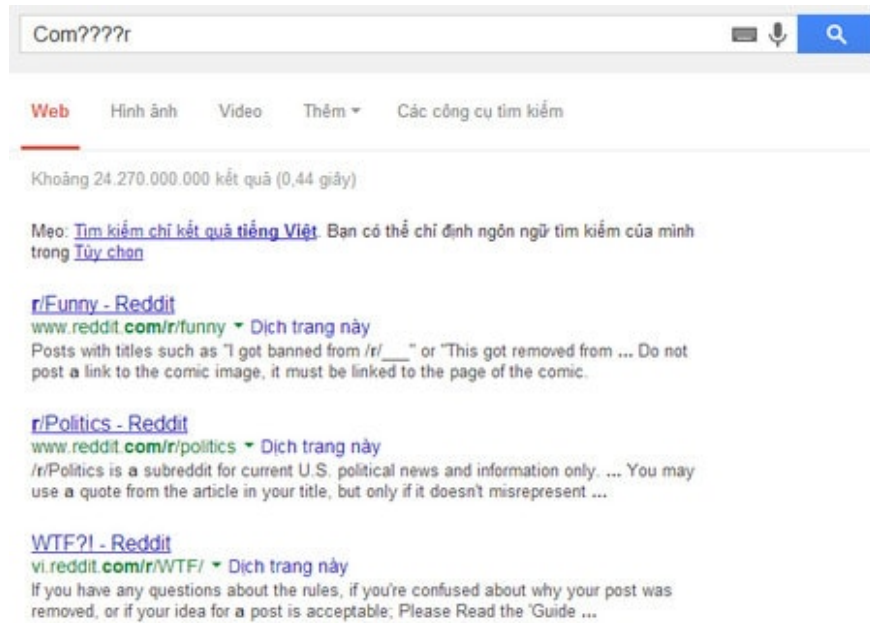 Com????r
Web Hình ảnh Video Thêm Các công cụ tìm kiếm
Khoảng 24.270.000.000 kết quả (0,44 giây)
Mẹo: Tìm kiếm chỉ kết quả tiếng Việt. Bạn có thể chỉ định ngôn ngữ tìm kiếm của mình
trong Tùy chọn
r/Funny - Reddit
www.reddit.com/r/funny Dịch trang này
Posts with titles such as "I got banned from /r/___" or "This got removed from ... Do not
post a link to the comic image, it must be linked to the page of the comic.
r/Politics - Reddit
www.reddit.com/r/politics Dịch trang này
/r/Politics is a subreddit for current U.S. political news and information only. ... You may
use a quote from the article in your title, but only if it doesn't misrepresent ...
WTF?! - Reddit
vi.reddit.com/r/WTF/ Dịch trang này
If you have any questions about the rules, if you're confused about why your post was
removed, or if your idea for a post is acceptable; Please Read the 'Guide ...